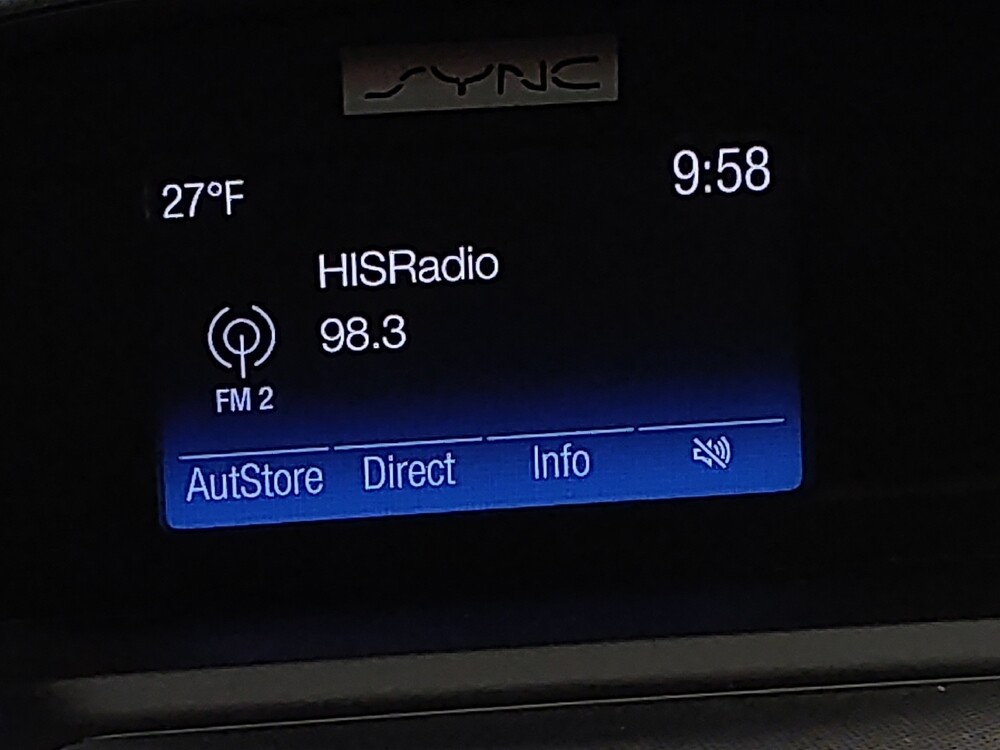 SYNC
27°F 9:58
HISRadio
98.3
FM 2
AutStore Direct Info